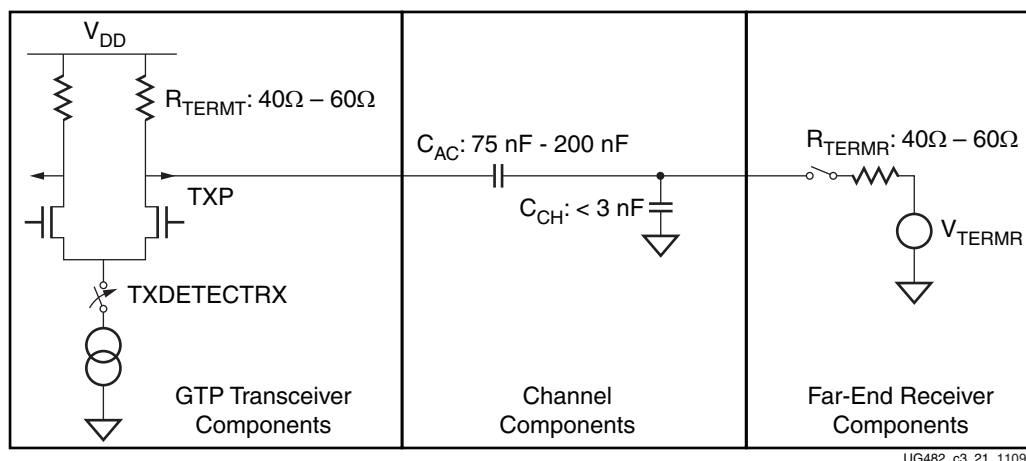 VDD
RTERMT: 40Ω – 60Ω
TXP
TXDETECTRX
GTP Transceiver
Components
CAC: 75 nF - 200 nF
CCH: < 3 nF
Channel
Components
RTERMR: 40Ω – 60Ω
VTERMR
Far-End Receiver
Components